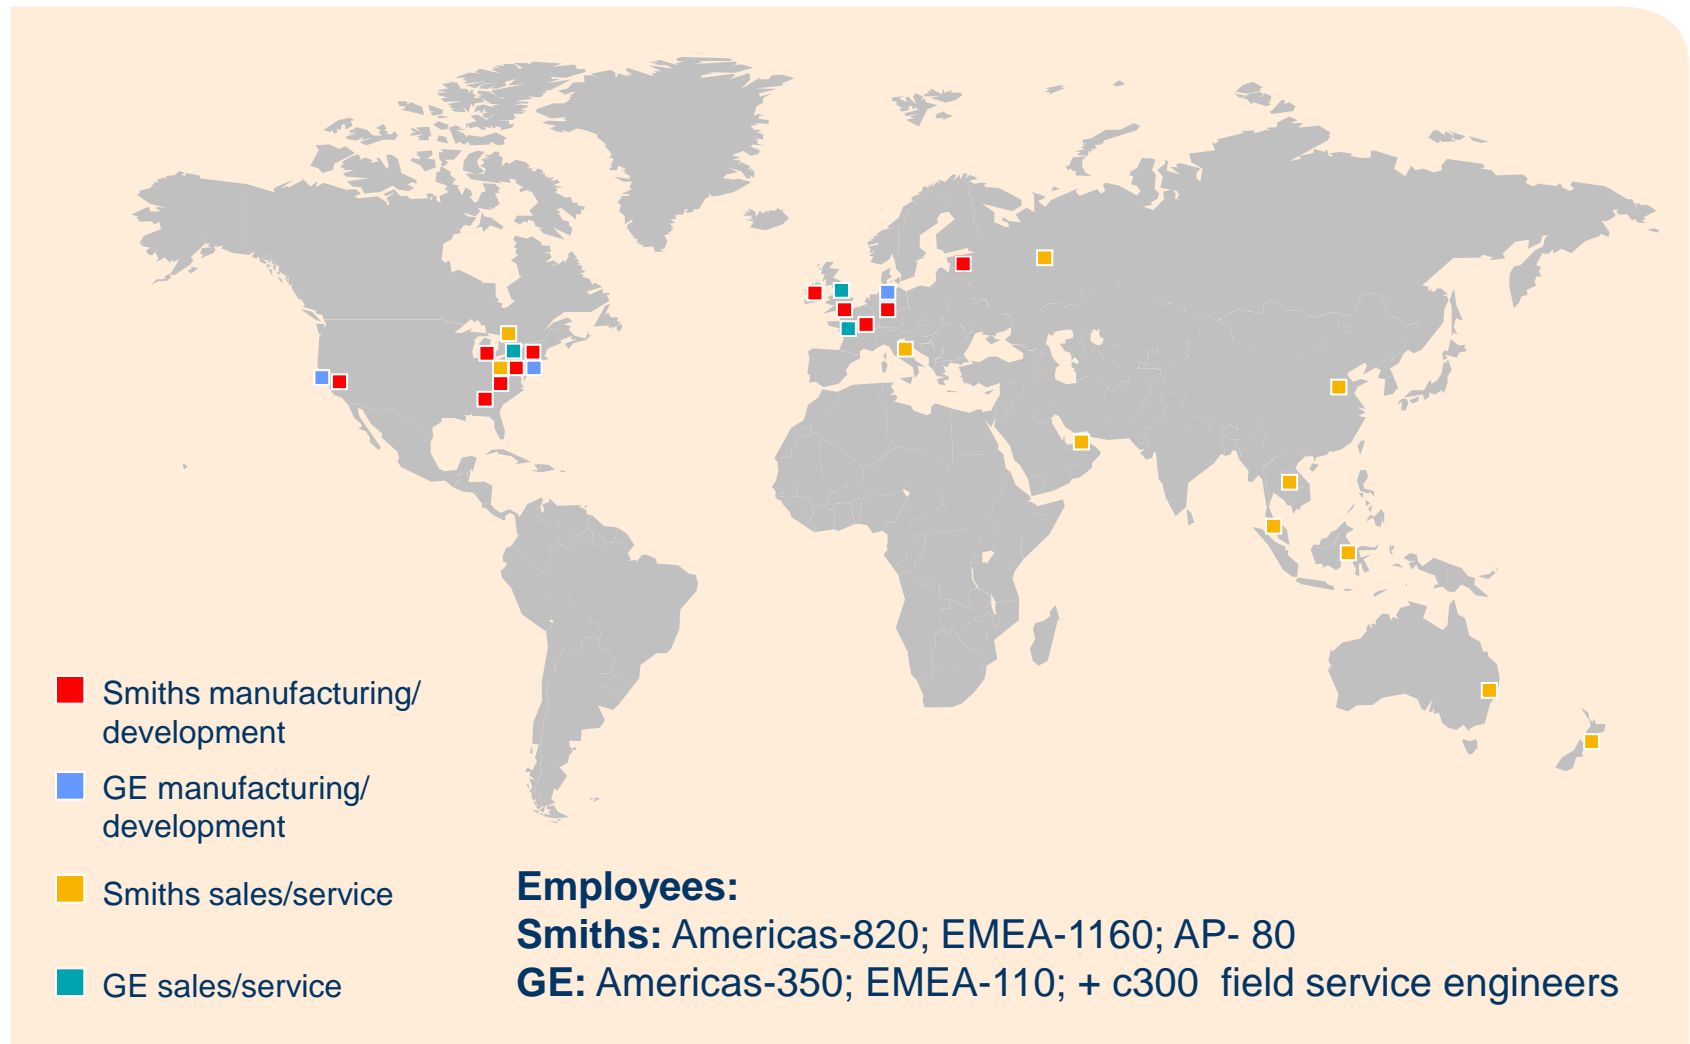 Smiths manufacturing/
development
GE manufacturing/
development
Smiths sales/service
GE sales/service
Employees:
Smiths: Americas-820; EMEA-1160; AP- 80
GE: Americas-350; EMEA-110; + c300  field service engineers